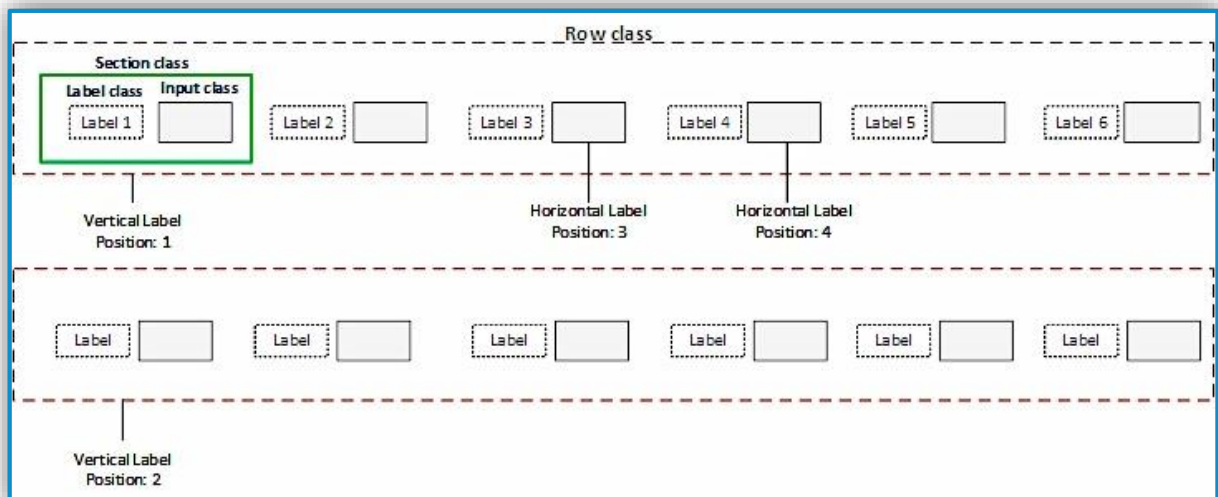 Row class
Section class
Label class Input class
Label 1 Label 2 Label 3 Label 4 Label 5 Label 6
Vertical Label
Position: 1
Horizontal Label
Position: 3
Horizontal Label
Position: 4
Label Label Label Label Label Label
Vertical Label
Position: 2